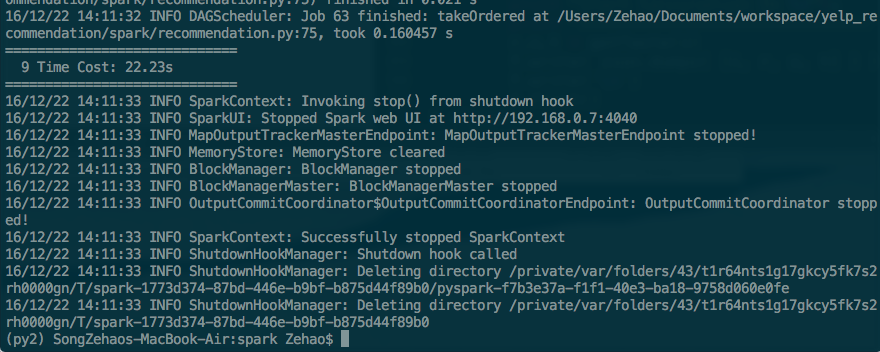 ommendation/spark/recommendation.py:75) finished in 0.021 s
16/12/22 14:11:32 INFO DAGScheduler: Job 63 finished: takeOrdered at /Users/Zehao/Documents/workspace/yelp_re
commendation/spark/recommendation.py:75, took 0.160457 s
=============================
9 Time Cost: 22.23s
=============================
16/12/22 14:11:33 INFO SparkContext: Invoking stop() from shutdown hook
16/12/22 14:11:33 INFO SparkUI: Stopped Spark web UI at http://192.168.0.7:4040
16/12/22 14:11:33 INFO MapOutputTrackerMasterEndpoint: MapOutputTrackerMasterEndpoint stopped!
16/12/22 14:11:33 INFO MemoryStore: MemoryStore cleared
16/12/22 14:11:33 INFO BlockManager: BlockManager stopped
16/12/22 14:11:33 INFO BlockManagerMaster: BlockManagerMaster stopped
16/12/22 14:11:33 INFO OutputCommitCoordinator$OutputCommitCoordinatorEndpoint: OutputCommitCoordinator stopp
ed!
16/12/22 14:11:33 INFO SparkContext: Successfully stopped SparkContext
16/12/22 14:11:33 INFO ShutdownHookManager: Shutdown hook called
16/12/22 14:11:33 INFO ShutdownHookManager: Deleting directory /private/var/folders/43/t1r64nts1g17gkcy5fk7s2
rh0000gn/T/spark-1773d374-87bd-446e-b9bf-b875d44f89b0/pyspark-f7b3e37a-f1f1-40e3-ba18-9758d060e0fe
16/12/22 14:11:33 INFO ShutdownHookManager: Deleting directory /private/var/folders/43/t1r64nts1g17gkcy5fk7s2
rh0000gn/T/spark-1773d374-87bd-446e-b9bf-b875d44f89b0
(py2) SongZehaos-MacBook-Air:spark Zehao$